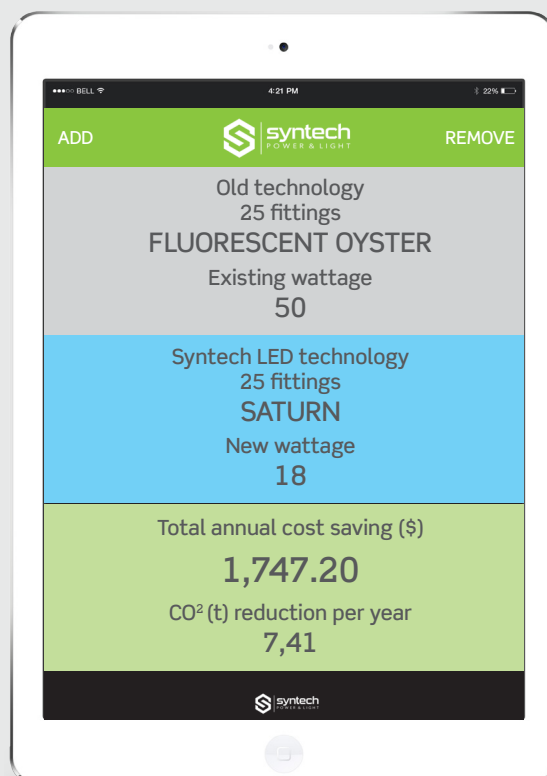 BELL 4:21 PM 22%
ADD syntech REMOVE
POWER & LIGHT
Old technology
25 fittings
FLUORESCENT OYSTER
Existing wattage
50
Syntech LED technology
25 fittings
SATURN
New wattage
18
Total annual cost saving ($)
1,747.20
CO² (t) reduction per year
7,41
syntech
POWER & LIGHT